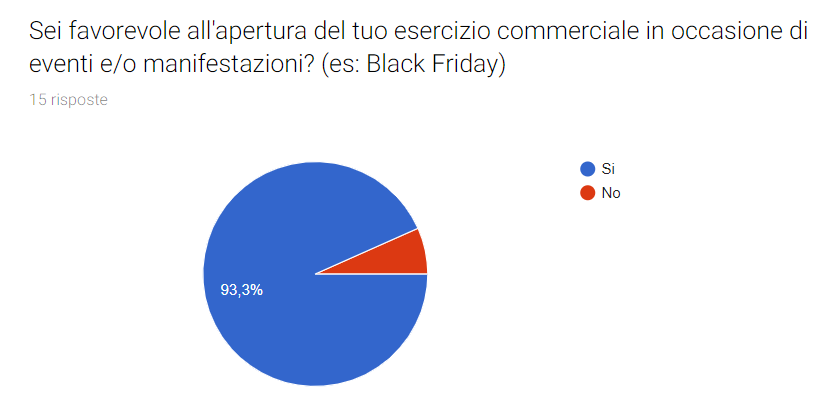 Sei favorevole all'apertura del tuo esercizio commerciale in occasione di
eventi e/o manifestazioni? (es: Black Friday)
15 risposte
Si
No
93,3%